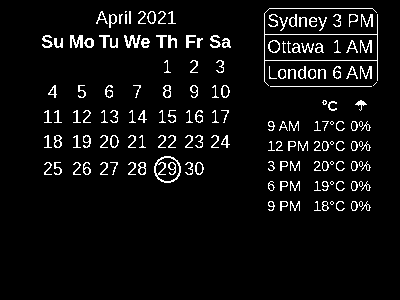 April 2021
Su Mo Tu We Th Fr Sa
1 2 3
4 5 6 7 8 9 10
11 12 13 14 15 16 17
18 19 20 21 22 23 24
25 26 27 28 29 30
Sydney 3 PM
Ottawa 1 AM
London 6 AM
°C ☂
9 AM 17°C 0%
12 PM 20°C 0%
3 PM 20°C 0%
6 PM 19°C 0%
9 PM 18°C 0%